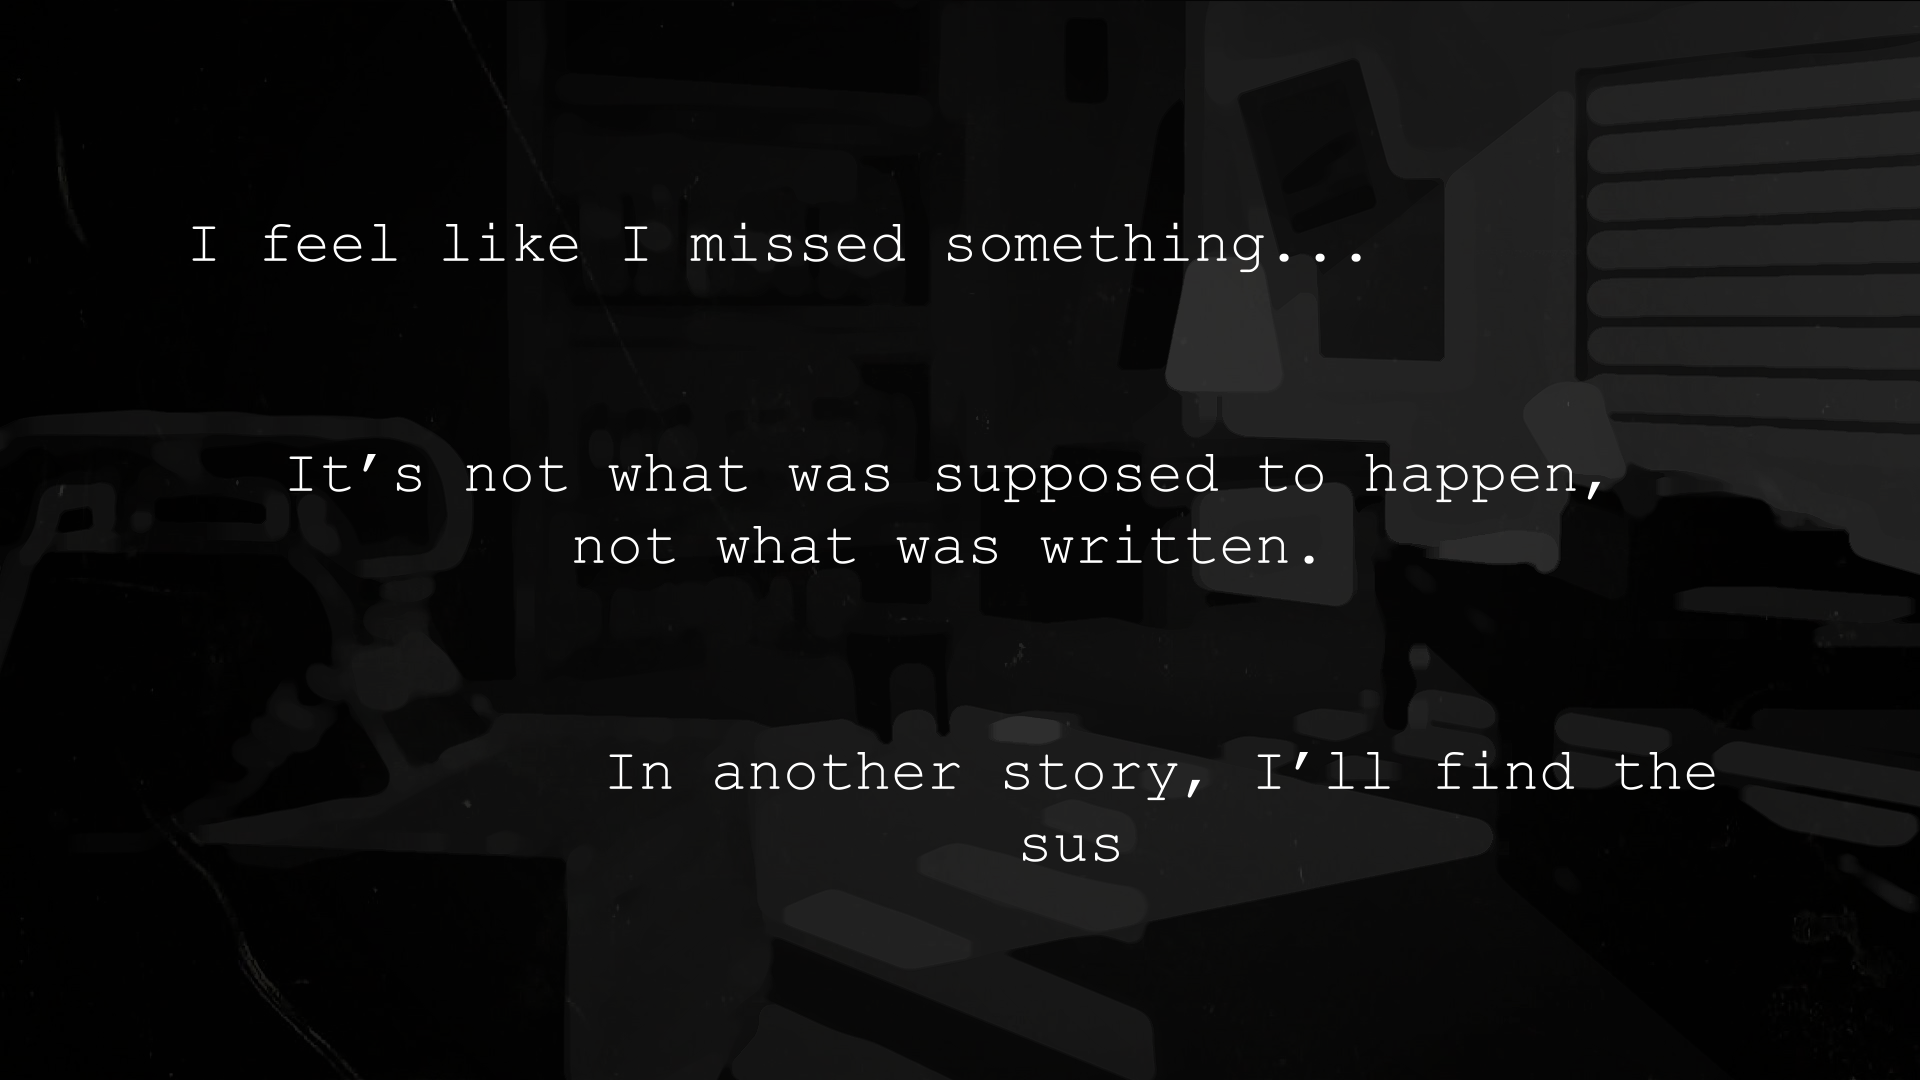 I feel like I missed something...
It’s not what was supposed to happen,
not what was written.
In another story, I’ll find the
sus